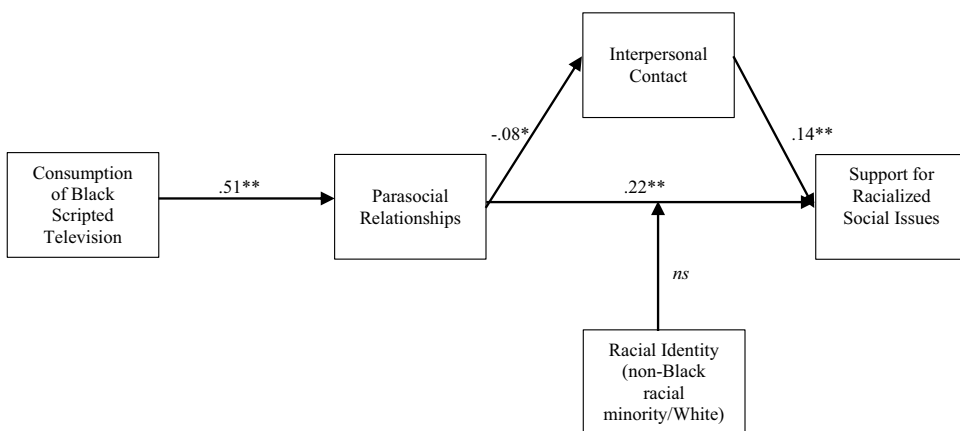 Interpersonal
Contact
-.08*
.14**
Consumption
of Black
Scripted
Television
.51**
Parasocial
Relationships
.22**
Support for
Racialized
Social Issues
ns
Racial Identity
(non-Black
racial
minority/White)